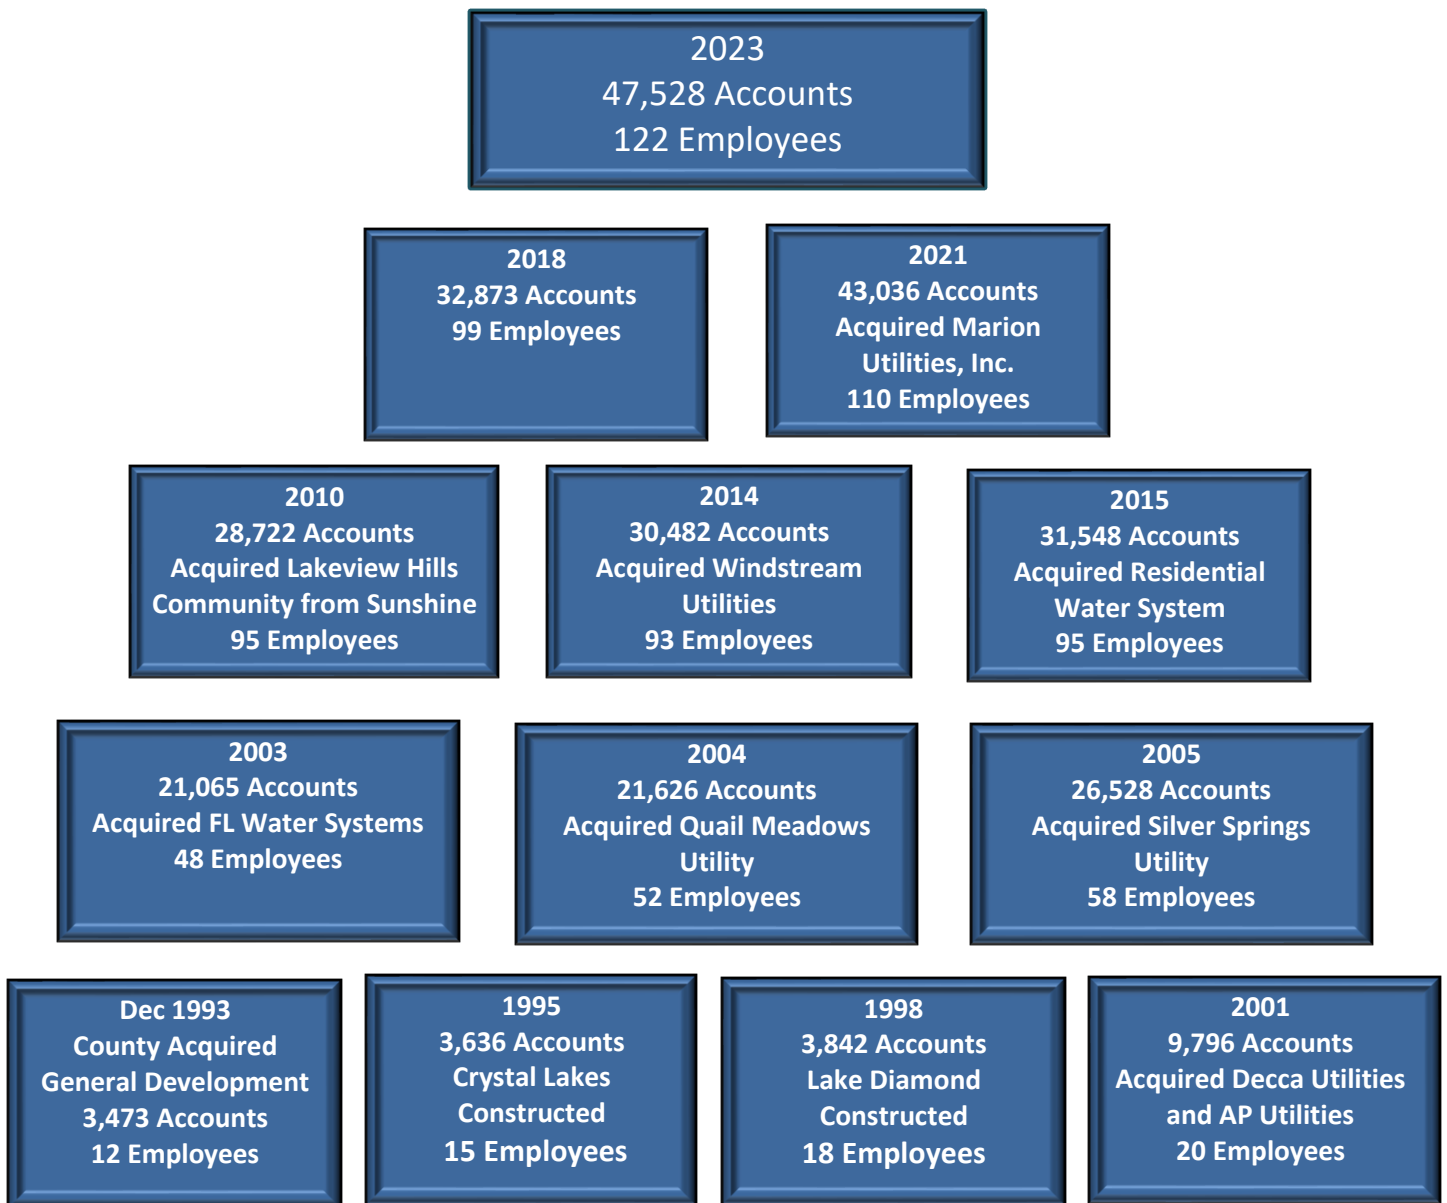 2023
47,528 Accounts
122 Employees
2018
32,873 Accounts
99 Employees
2021
43,036 Accounts
Acquired Marion
Utilities, Inc.
110 Employees
2010
28,722 Accounts
Acquired Lakeview Hills
Community from Sunshine
95 Employees
2014
30,482 Accounts
Acquired Windstream
Utilities
93 Employees
2015
31,548 Accounts
Acquired Residential
Water System
95 Employees
2003
21,065 Accounts
Acquired FL Water Systems
48 Employees
2004
21,626 Accounts
Acquired Quail Meadows
Utility
52 Employees
2005
26,528 Accounts
Acquired Silver Springs
Utility
58 Employees
Dec 1993
County Acquired
General Development
3,473 Accounts
12 Employees
1995
3,636 Accounts
Crystal Lakes
Constructed
15 Employees
1998
3,842 Accounts
Lake Diamond
Constructed
18 Employees
2001
9,796 Accounts
Acquired Decca Utilities
and AP Utilities
20 Employees